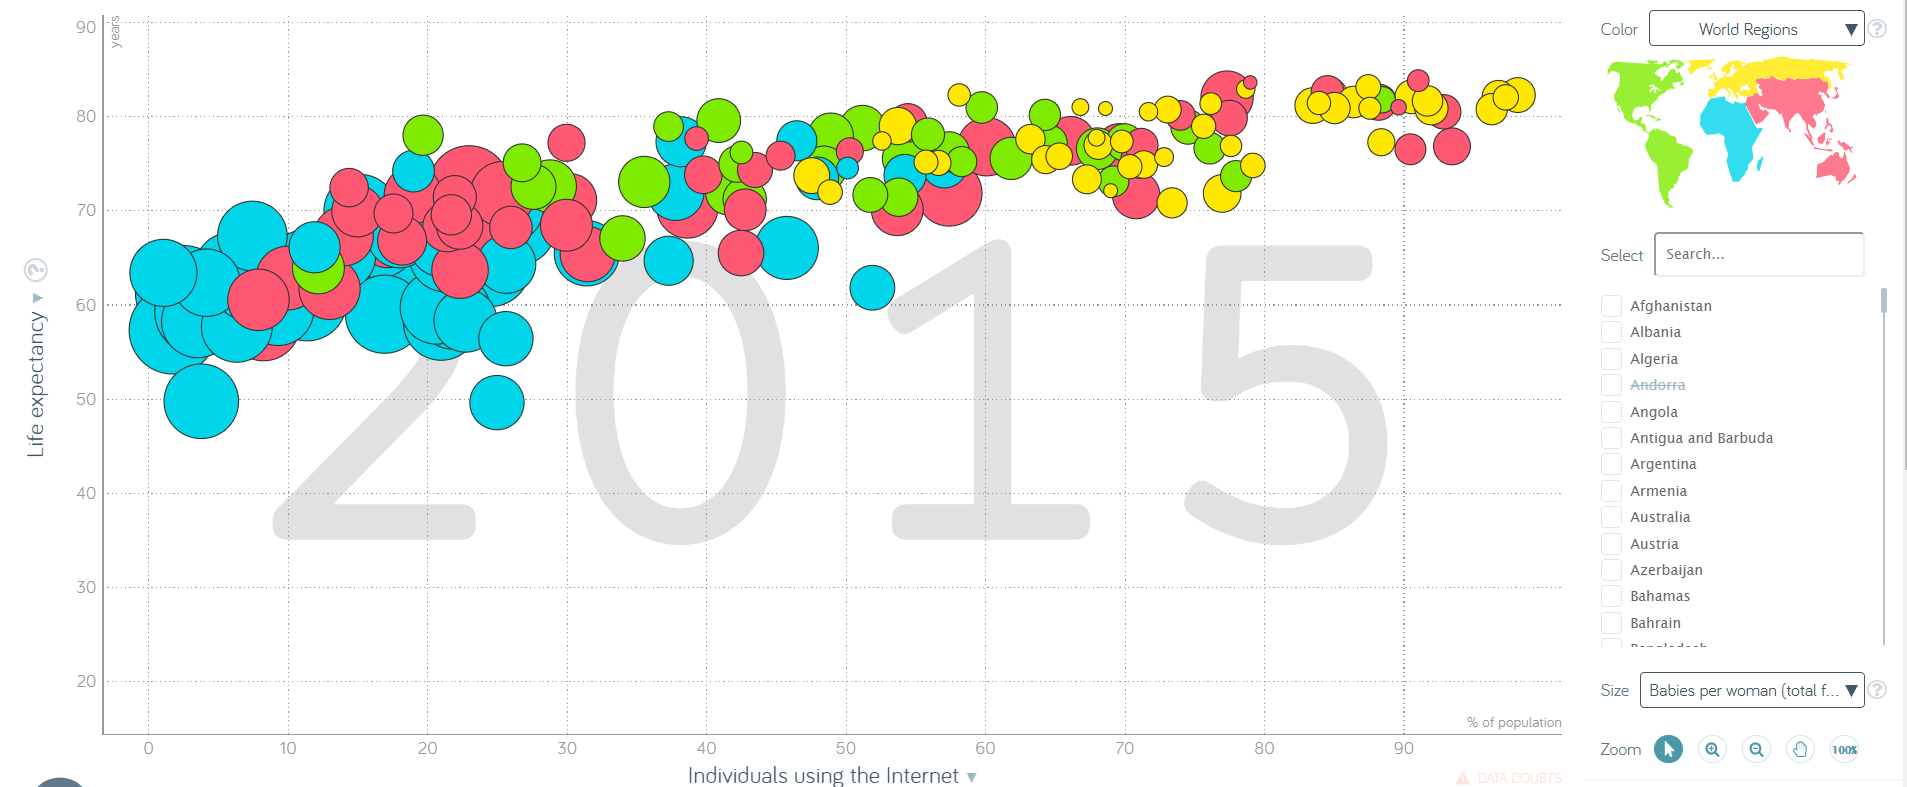 90
years
80
70
60
50
40
30
20
Life expectancy ▼
2015
% of population
0 10 20 30 40 50 60 70 80 90
Individuals using the Internet ▼
DATA DOUBTS
Color World Regions ▼ ?
Select Search...
Afghanistan
Albania
Algeria
Andorra
Angola
Antigua and Barbuda
Argentina
Armenia
Australia
Austria
Azerbaijan
Bahamas
Bahrain
Size Babies per woman (total f... ▼ ?
Zoom 100%